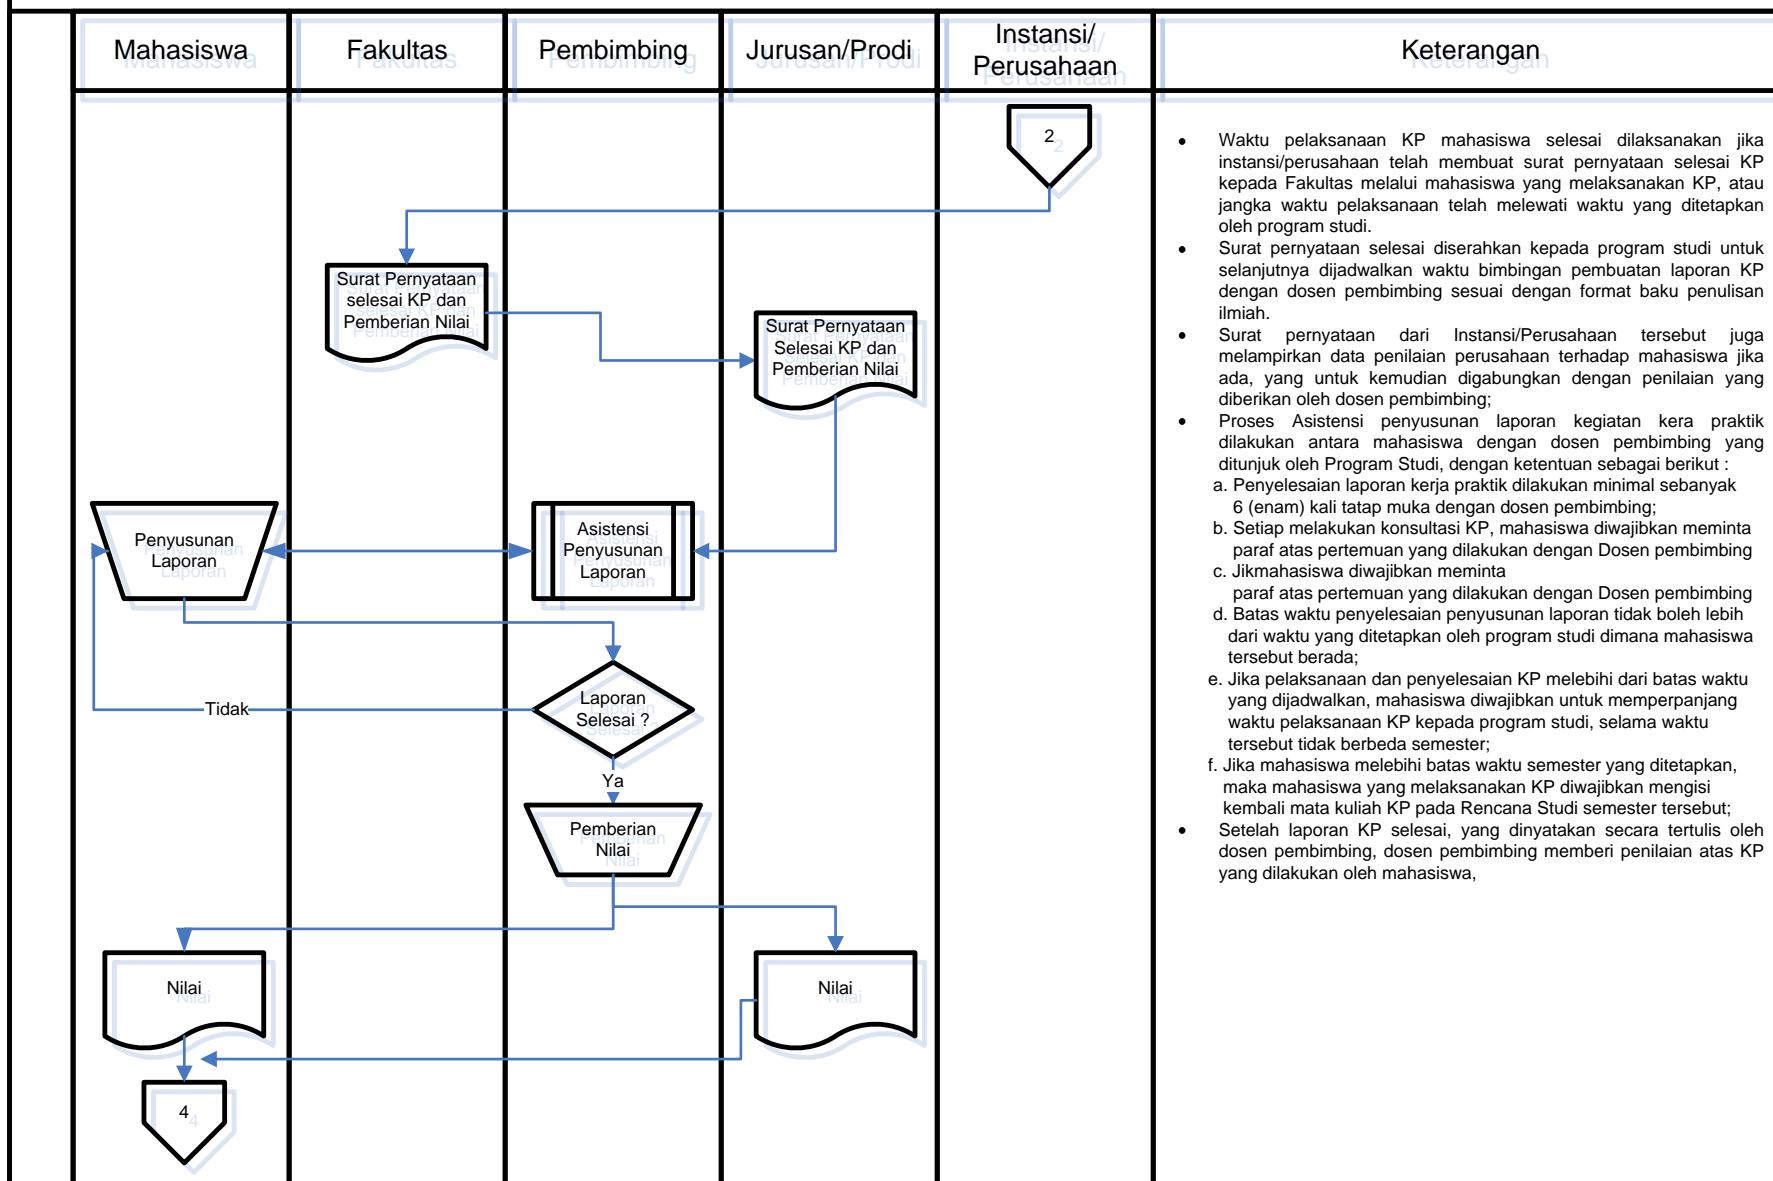 Mahasiswa
Fakultas
Pembimbing
Jurusan/Prodi
Instansi/
Perusahaan
Keterangan
2
Surat Pernyataan
selesai KP dan
Pemberian Nilai
Surat Pernyataan
Selesai KP dan
Pemberian Nilai
Penyusunan
Laporan
Asistensi
Penyusunan
Laporan
Laporan
Selesai ?
Tidak
Ya
Pemberian
Nilai
Nilai
Nilai
4
• Waktu pelaksanaan KP mahasiswa selesai dilaksanakan jika
instansi/perusahaan telah membuat surat pernyataan selesai KP
kepada Fakultas melalui mahasiswa yang melaksanakan KP, atau
jangka waktu pelaksanaan telah melewati waktu yang ditetapkan
oleh program studi.
• Surat pernyataan selesai diserahkan kepada program studi untuk
selanjutnya dijadwalkan waktu bimbingan pembuatan laporan KP
dengan dosen pembimbing sesuai dengan format baku penulisan
ilmiah.
• Surat pernyataan dari Instansi/Perusahaan tersebut juga
melampirkan data penilaian perusahaan terhadap mahasiswa jika
ada, yang untuk kemudian digabungkan dengan penilaian yang
diberikan oleh dosen pembimbing;
• Proses Asistensi penyusunan laporan kegiatan kera praktik
dilakukan antara mahasiswa dengan dosen pembimbing yang
ditunjuk oleh Program Studi, dengan ketentuan sebagai berikut :
a. Penyelesaian laporan kerja praktik dilakukan minimal sebanyak
6 (enam) kali tatap muka dengan dosen pembimbing;
b. Setiap melakukan konsultasi KP, mahasiswa diwajibkan meminta
paraf atas pertemuan yang dilakukan dengan Dosen pembimbing
c. Jikmahasiswa diwajibkan meminta
paraf atas pertemuan yang dilakukan dengan Dosen pembimbing
d. Batas waktu penyelesaian penyusunan laporan tidak boleh lebih
dari waktu yang ditetapkan oleh program studi dimana mahasiswa
tersebut berada;
e. Jika pelaksanaan dan penyelesaian KP melebihi dari batas waktu
yang dijadwalkan, mahasiswa diwajibkan untuk memperpanjang
waktu pelaksanaan KP kepada program studi, selama waktu
tersebut tidak berbeda semester;
f. Jika mahasiswa melebihi batas waktu semester yang ditetapkan,
maka mahasiswa yang melaksanakan KP diwajibkan mengisi
kembali mata kuliah KP pada Rencana Studi semester tersebut;
• Setelah laporan KP selesai, yang dinyatakan secara tertulis oleh
dosen pembimbing, dosen pembimbing memberi penilaian atas KP
yang dilakukan oleh mahasiswa,